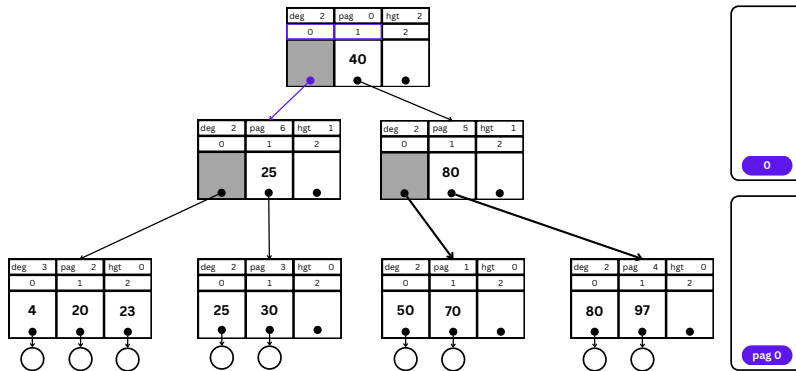 deg 2 pag 0 hgt 2
0 1 2
40
deg 2 pag 6 hgt 1
0 1 2
25
deg 2 pag 5 hgt 1
0 1 2
80
deg 3 pag 2 hgt 0
0 1 2
4 20 23
deg 2 pag 3 hgt 0
0 1 2
25 30
deg 2 pag 1 hgt 0
0 1 2
50 70
deg 2 pag 4 hgt 0
0 1 2
80 97
0
pag 0